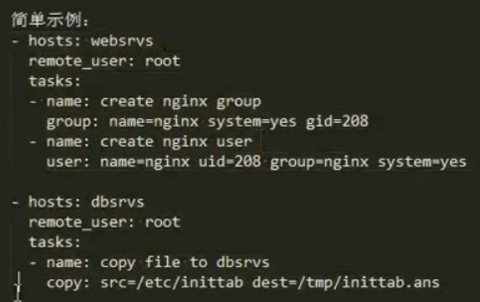 简单示例：
- hosts: websrvs
  remote_user: root
  tasks:
  - name: create nginx group
    group: name=nginx system=yes gid=208
  - name: create nginx user
    user: name=nginx uid=208 group=nginx system=yes

- hosts: dbsrvs
  remote_user: root
  tasks:
  - name: copy file to dbsrvs
    copy: src=/etc/inittab dest=/tmp/inittab.ans